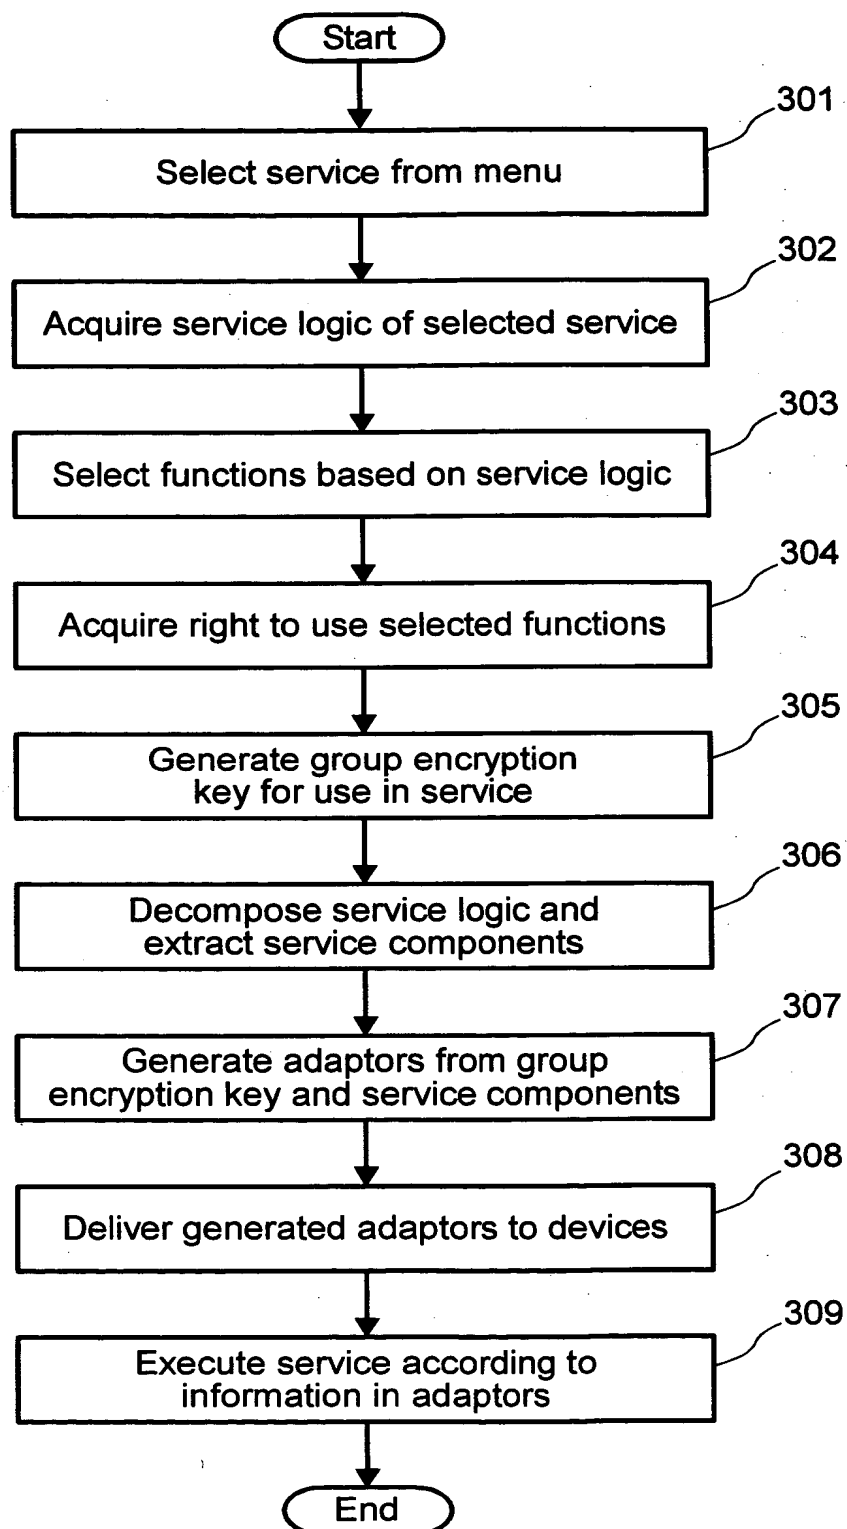 Start
301
Select service from menu
302
Acquire service logic of selected service
303
Select functions based on service logic
304
Acquire right to use selected functions
305
Generate group encryption
key for use in service
306
Decompose service logic and
extract service components
307
Generate adaptors from group
encryption key and service components
308
Deliver generated adaptors to devices
309
Execute service according to
information in adaptors
End